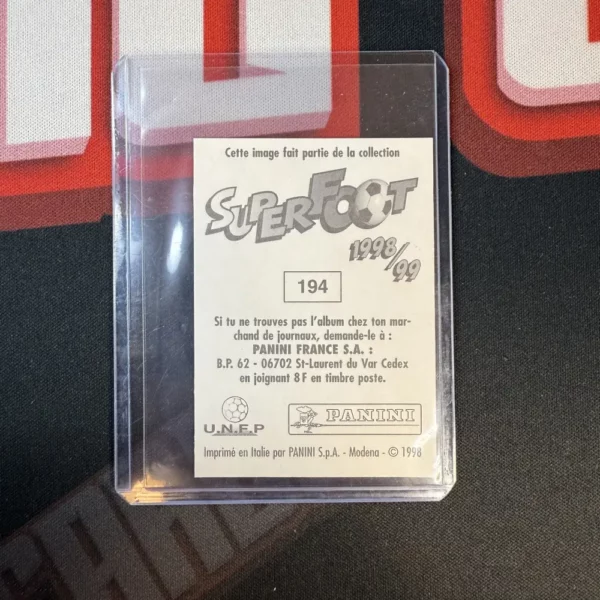 Cette image fait partie de la collection
SUPERFOOT
1998/99
194
Si tu ne trouves pas l'album chez ton mar-
chand de journaux, demande-le à :
PANINI FRANCE S.A. :
B.P. 62 - 06702 St-Laurent du Var Cedex
en joignant 8 F en timbre poste.
U.N.F.P
PANINI
Imprimé en Italie par PANINI S.p.A. - Modena - © 1998